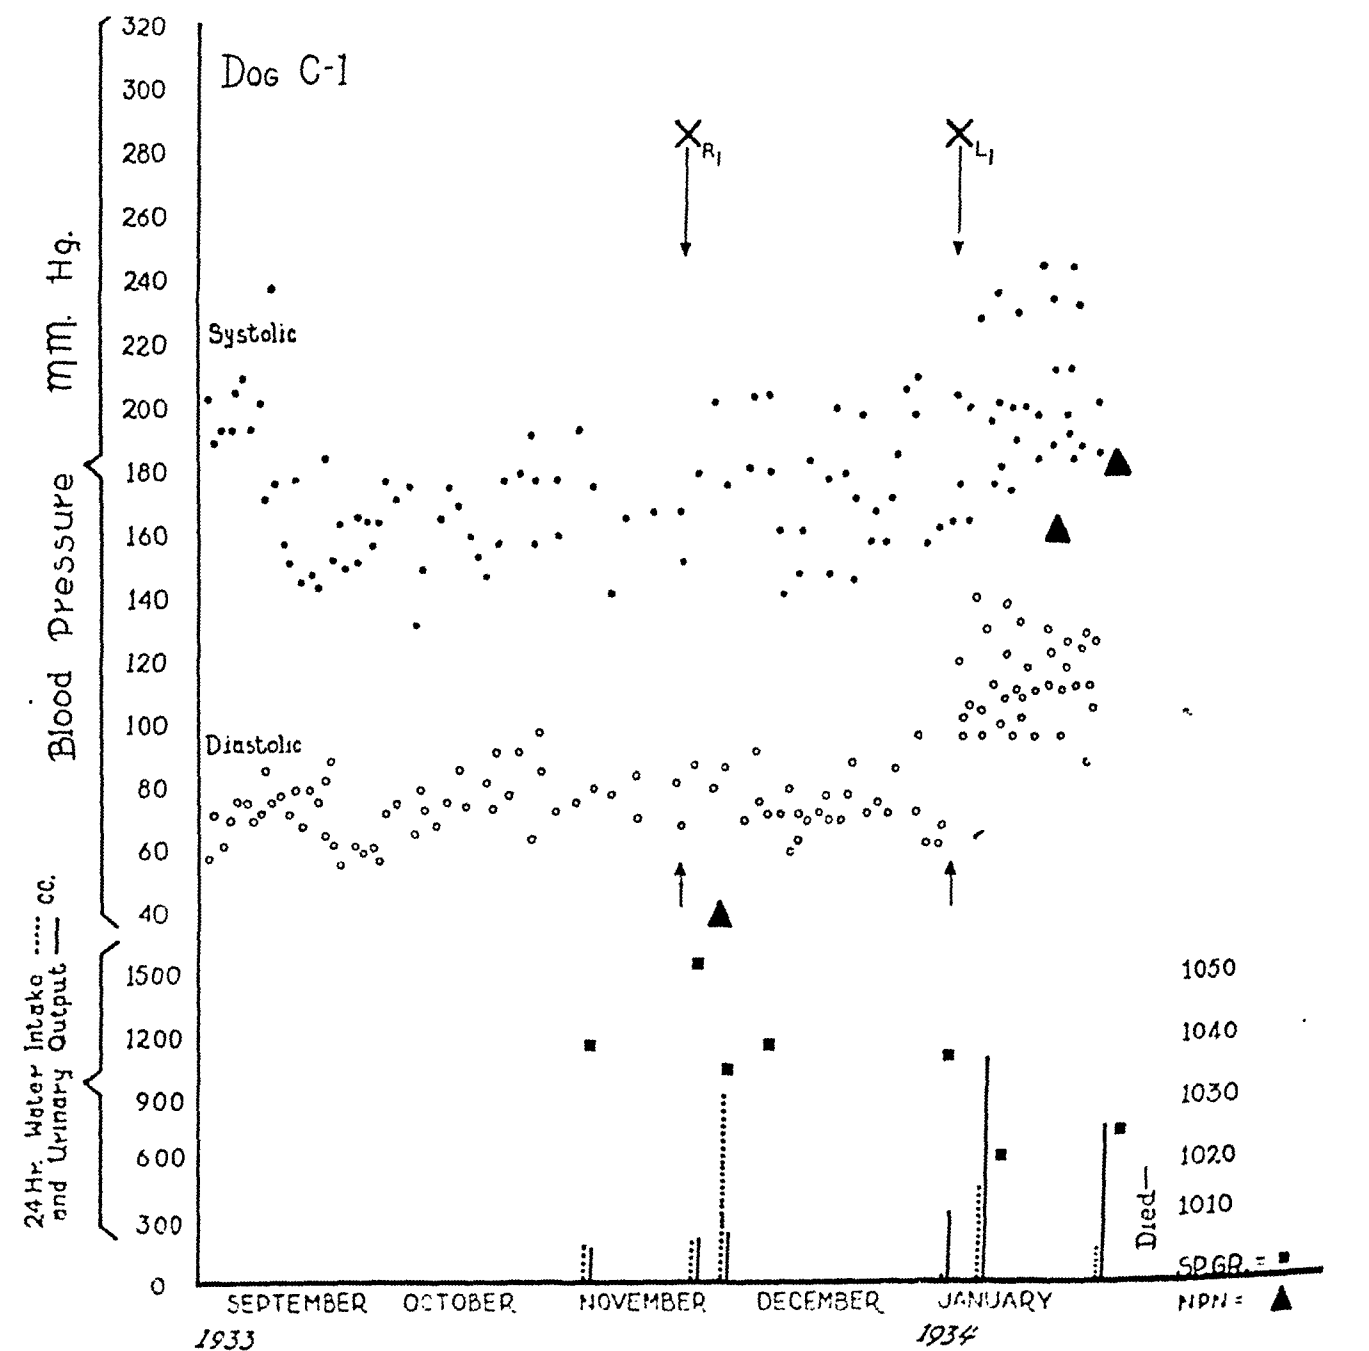 320
300
280
260
240
220
200
180
160
140
120
100
80
60
40
1500
1200
900
600
300
0
Blood Pressure MM. Hg.
24 Hr. Water Intake ..... cc.
and Urinary Output —
Dog C-1
R1
L1
Systolic
Diastolic
1050
1040
1030
1020
1010
Died—
SP.GR. = ■
NPN = ▲
SEPTEMBER OCTOBER NOVEMBER DECEMBER JANUARY
1933 1934